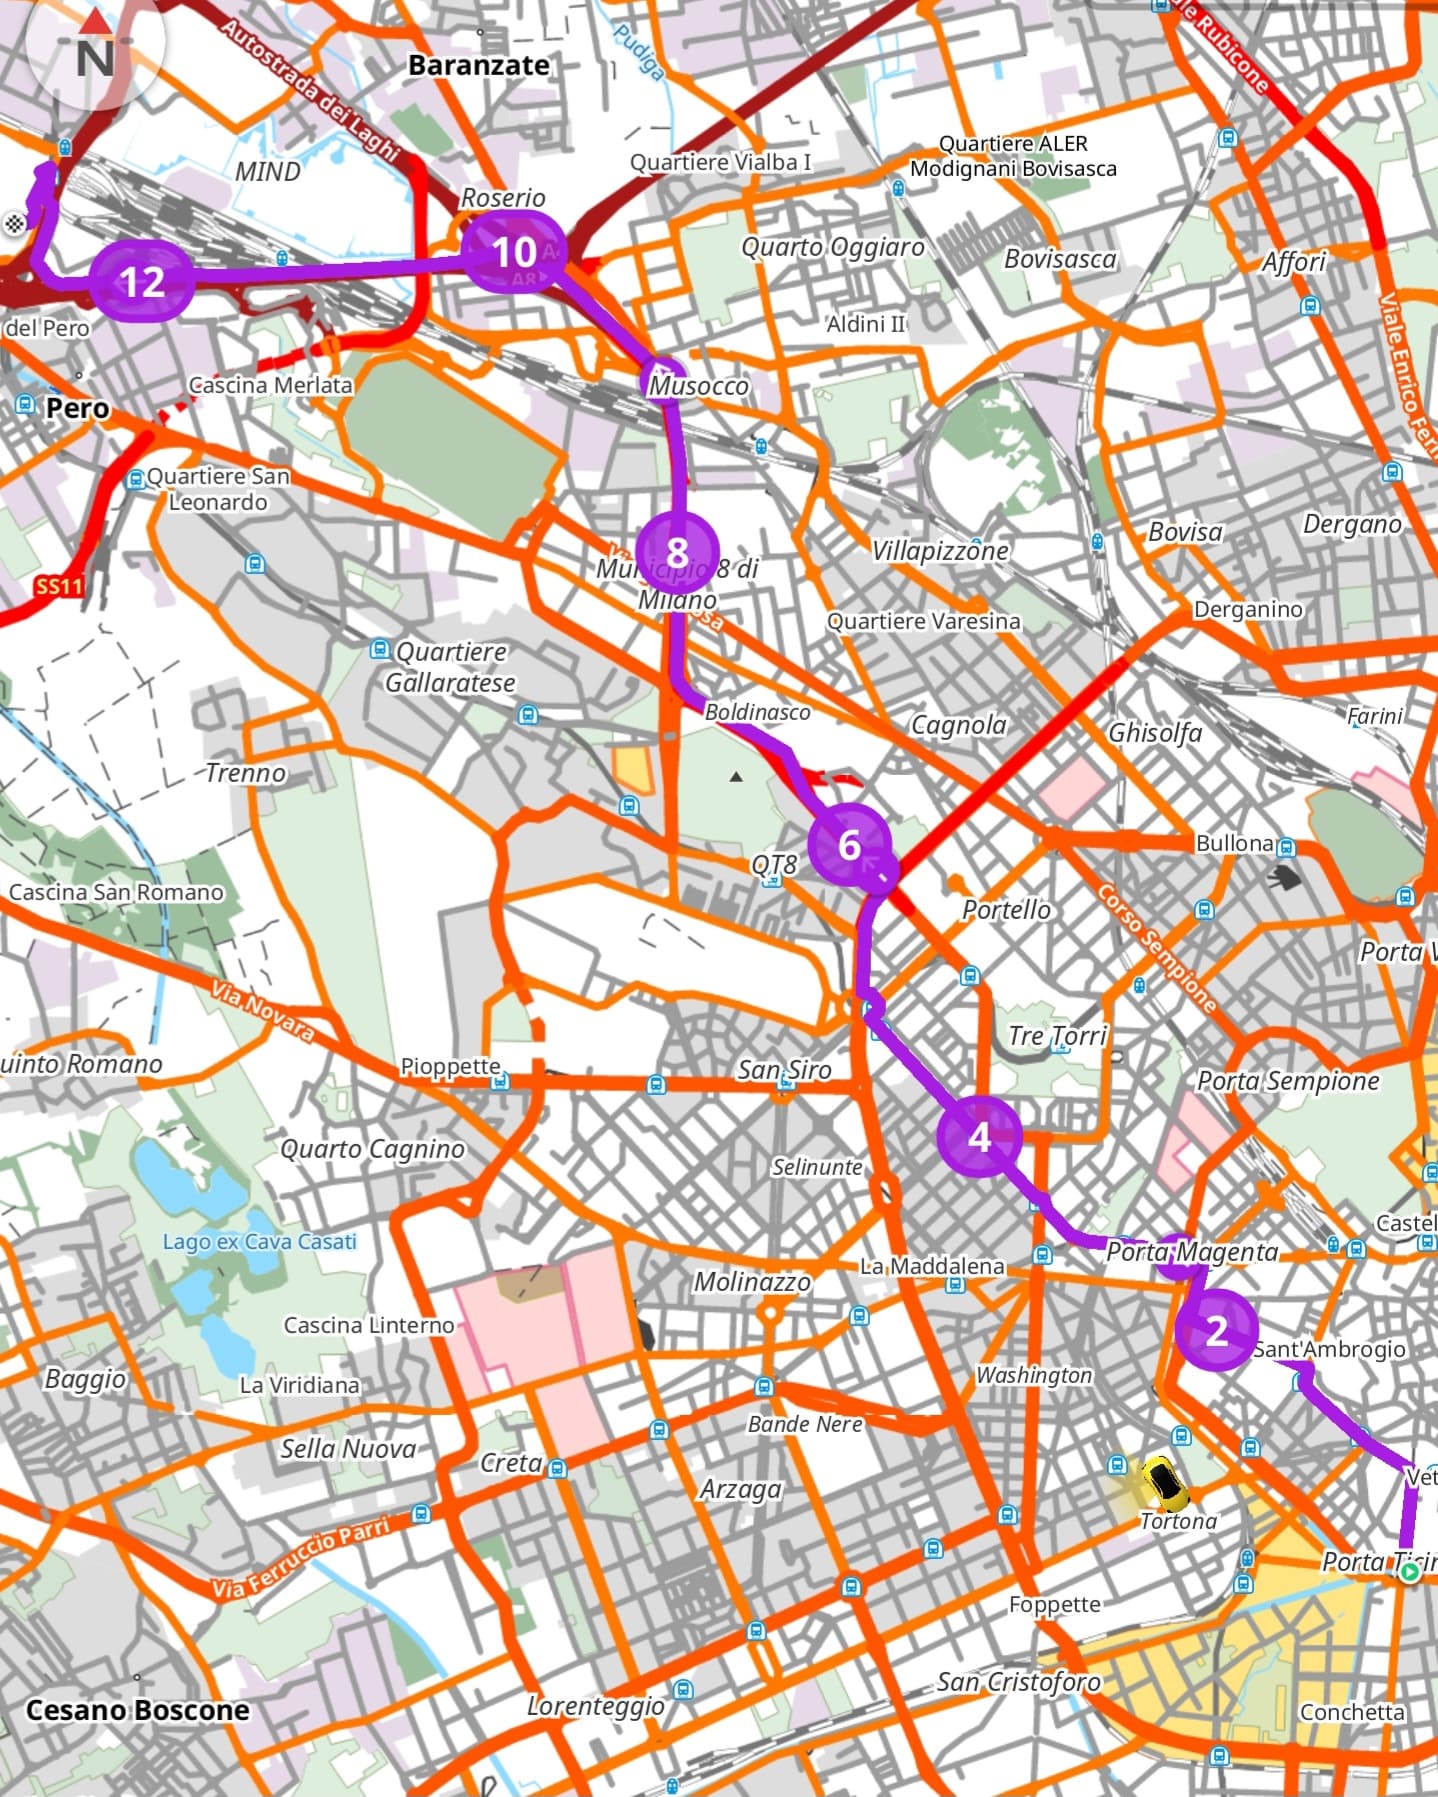 N
Autostrada dei Laghi
Baranzate
Pudiga
le Rubicone
MIND
Roserio
Quartiere Vialba I
Quartiere ALER
Modignani Bovisasca
10
A8
12
Quarto Oggiaro
Bovisasca
Affori
del Pero
Aldini II
Viale Enrico Fermi
Cascina Merlata
Musocco
Pero
Quartiere San
Leonardo
Villapizzone
Bovisa
Dergano
SS11
8
Municipio 8 di
Milano
Quartiere Varesina
Derganino
Quartiere
Gallaratese
Boldinasco
Cagnola
Ghisolfa
Farini
Trenno
6
QT8
Bullona
Cascina San Romano
Portello
Corso Sempione
Porta V
Via Novara
Tre Torri
uinto Romano
Pioppette
San Siro
Porta Sempione
Quarto Cagnino
4
Selinunte
Lago ex Cava Casati
Castel
Porta Magenta
La Maddalena
Molinazzo
Cascina Linterno
2
Sant'Ambrogio
Baggio
La Viridiana
Washington
Bande Nere
Sella Nuova
Creta
Arzaga
Vet
Tortona
Via Ferruccio Parri
Porta Ticin
Foppette
San Cristoforo
Cesano Boscone
Lorenteggio
Conchetta